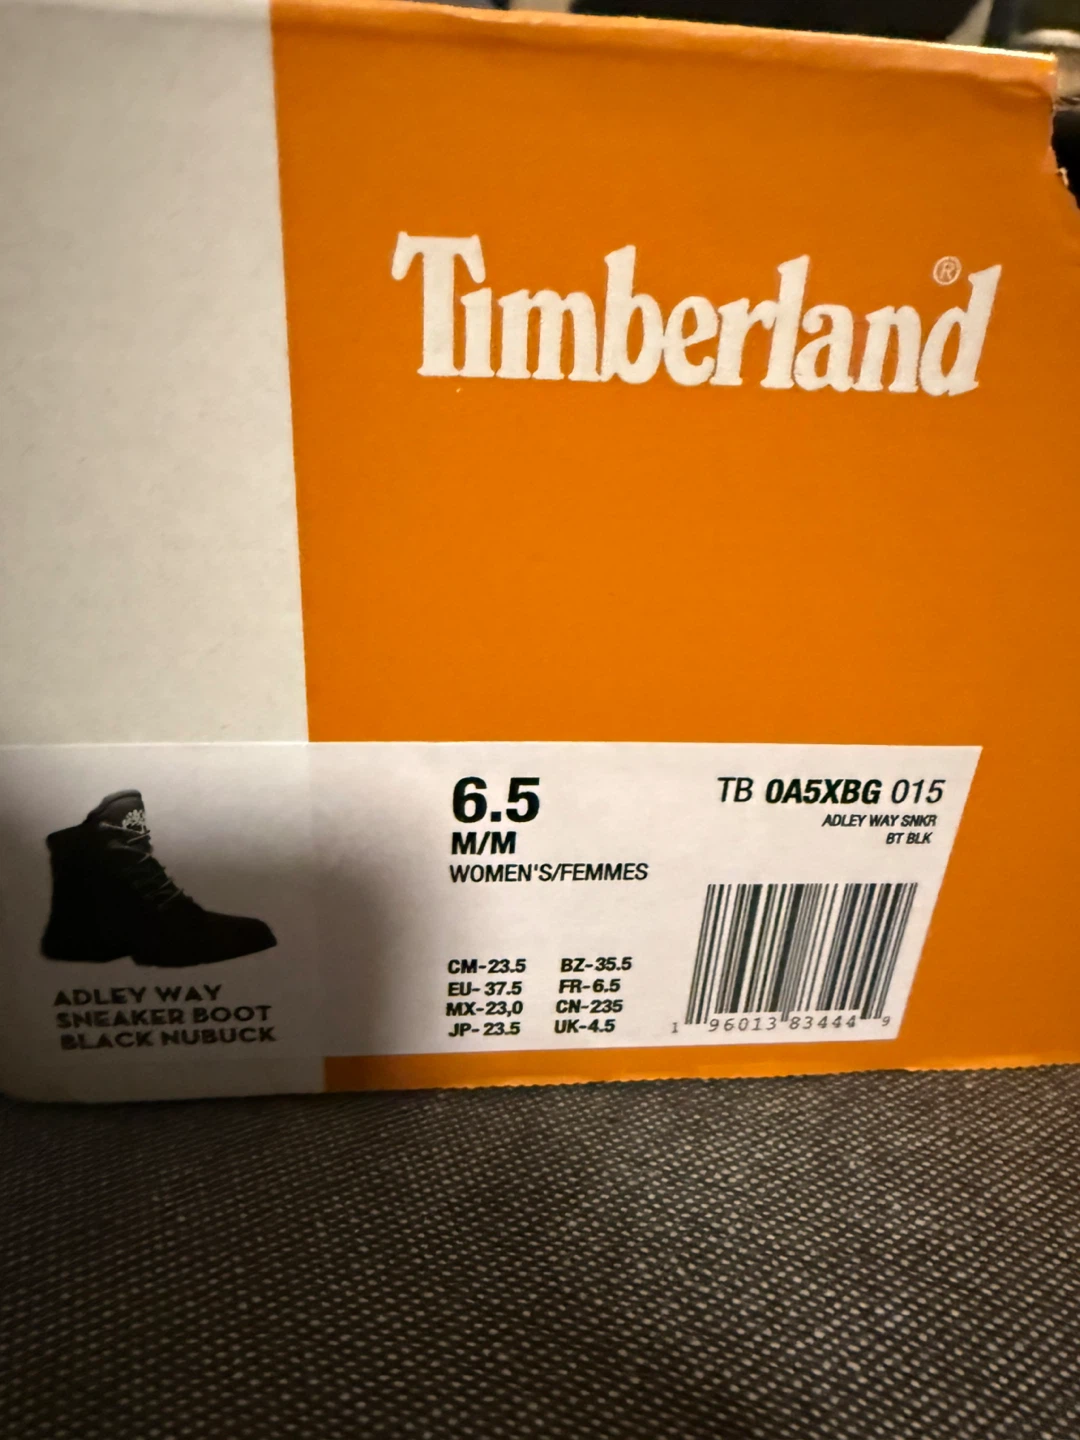 Timberland®
6.5
M/M
WOMEN'S/FEMMES
TB 0A5XBG 015
ADLEY WAY SNKR
BT BLK
CM-23.5 BZ-35.5
EU-37.5 FR-6.5
MX-23,0 CN-235
JP-23.5 UK-4.5
1 96013 83444 9
ADLEY WAY
SNEAKER BOOT
BLACK NUBUCK